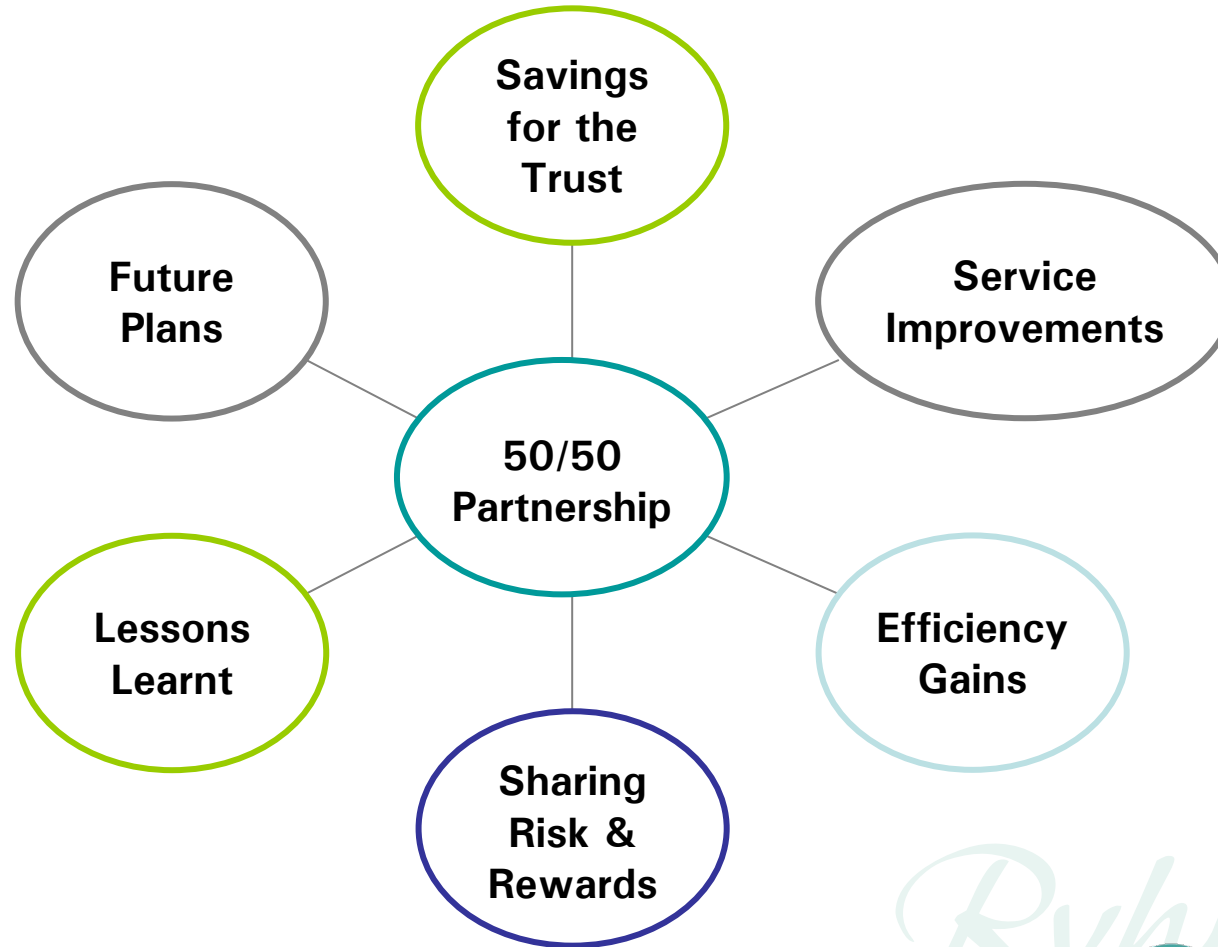 Savings
for the
Trust
Future
Plans
Service
Improvements
50/50
Partnership
Lessons
Learnt
Efficiency
Gains
Sharing
Risk &
Rewards